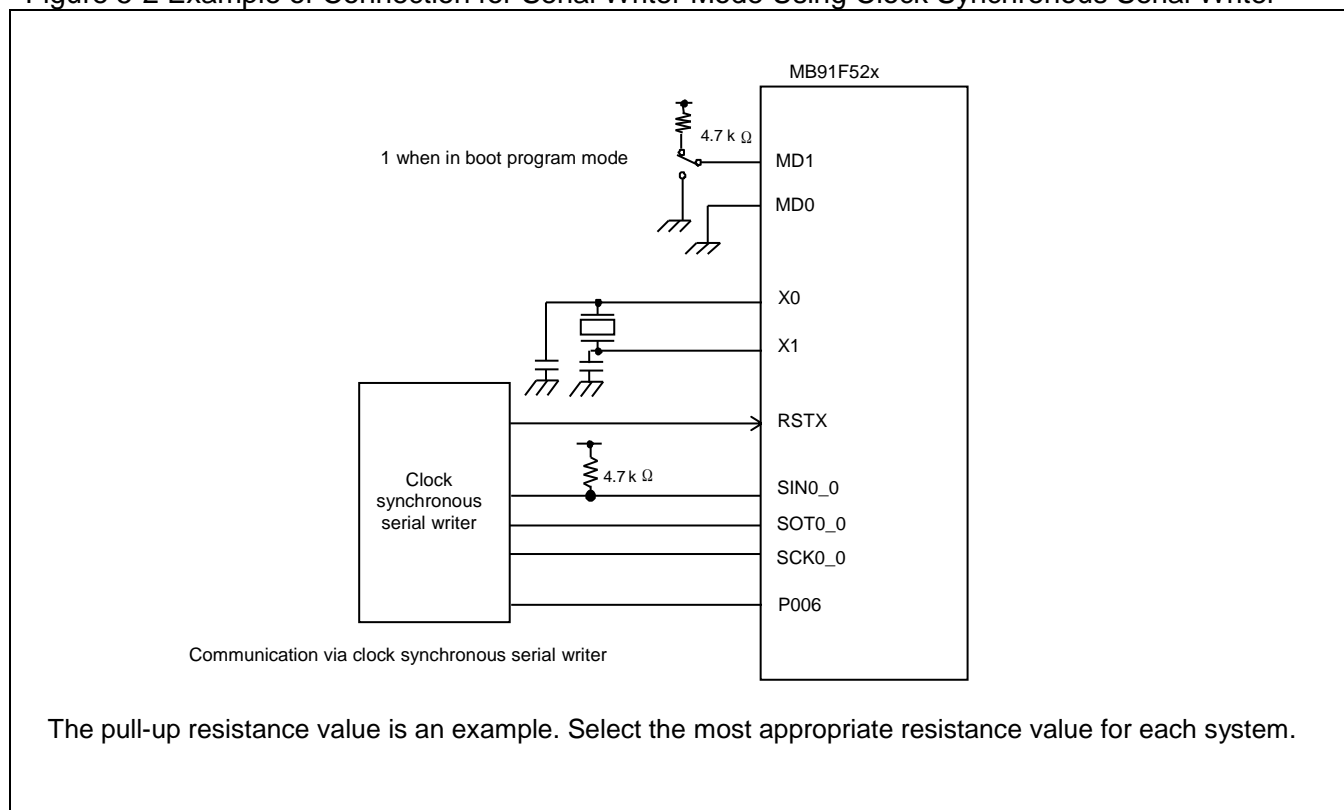 MB91F52x
4.7 k Ω
1 when in boot program mode
MD1
MD0
X0
X1
RSTX
4.7 k Ω
SIN0_0
Clock
synchronous
serial writer
SOT0_0
SCK0_0
P006
Communication via clock synchronous serial writer
The pull-up resistance value is an example. Select the most appropriate resistance value for each system.